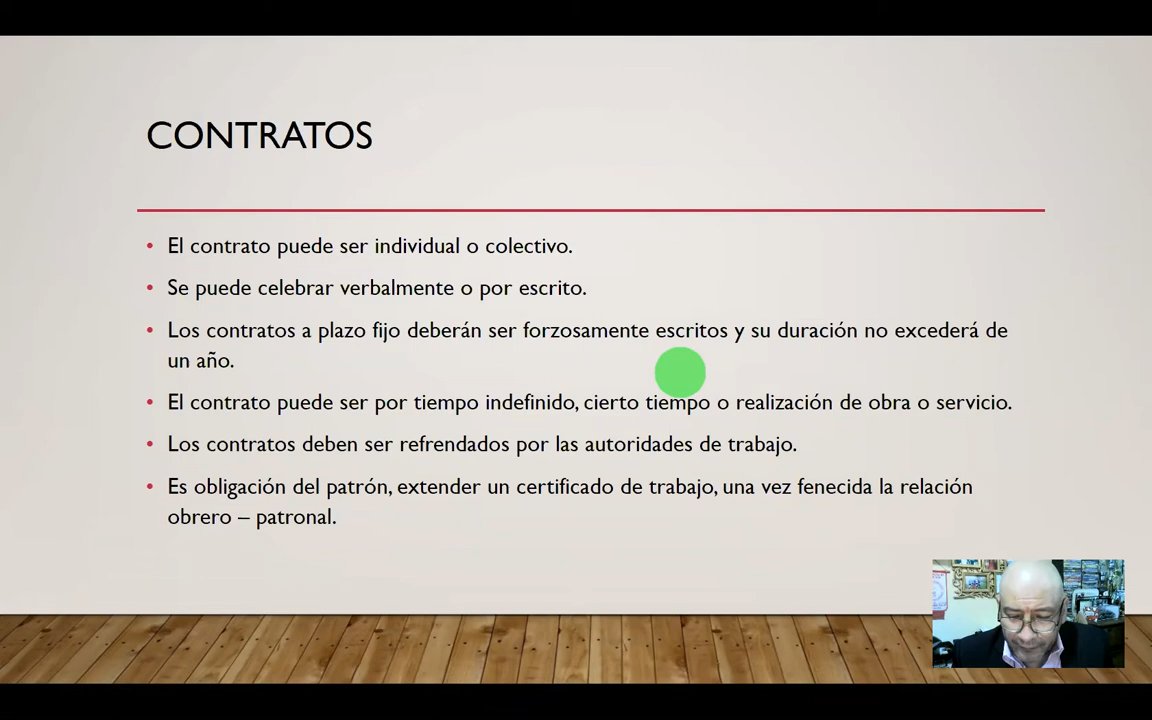 CONTRATOS
• El contrato puede ser individual o colectivo.
• Se puede celebrar verbalmente o por escrito.
• Los contratos a plazo fijo deberán ser forzosamente escritos y su duración no excederá de
un año.
• El contrato puede ser por tiempo indefinido, cierto tiempo o realización de obra o servicio.
• Los contratos deben ser refrendados por las autoridades de trabajo.
• Es obligación del patrón, extender un certificado de trabajo, una vez fenecida la relación
obrero – patronal.